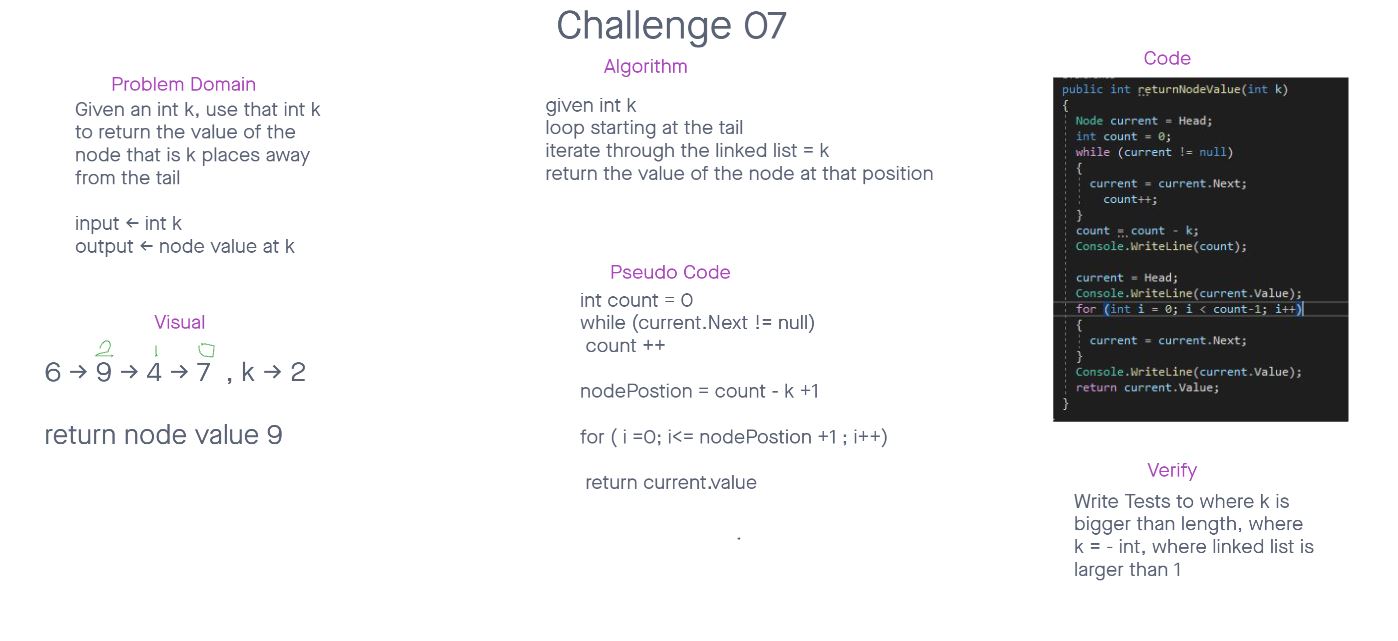 Challenge 07
Problem Domain
Given an int k, use that int k
to return the value of the
node that is k places away
from the tail
input ← int k
output ← node value at k
Visual
2 1 0
6 → 9 → 4 → 7 , k → 2
return node value 9
Algorithm
given int k
loop starting at the tail
iterate through the linked list = k
return the value of the node at that position
Pseudo Code
int count = 0
while (current.Next != null)
count ++
nodePostion = count - k +1
for ( i =0; i<= nodePostion +1 ; i++)
return current.value
Code
public int returnNodeValue(int k)
{
Node current = Head;
int count = 0;
while (current != null)
{
current = current.Next;
count++;
}
count = count - k;
Console.WriteLine(count);
current = Head;
Console.WriteLine(current.Value);
for (int i = 0; i < count-1; i++)
{
current = current.Next;
}
Console.WriteLine(current.Value);
return current.Value;
}
Verify
Write Tests to where k is
bigger than length, where
k = - int, where linked list is
larger than 1